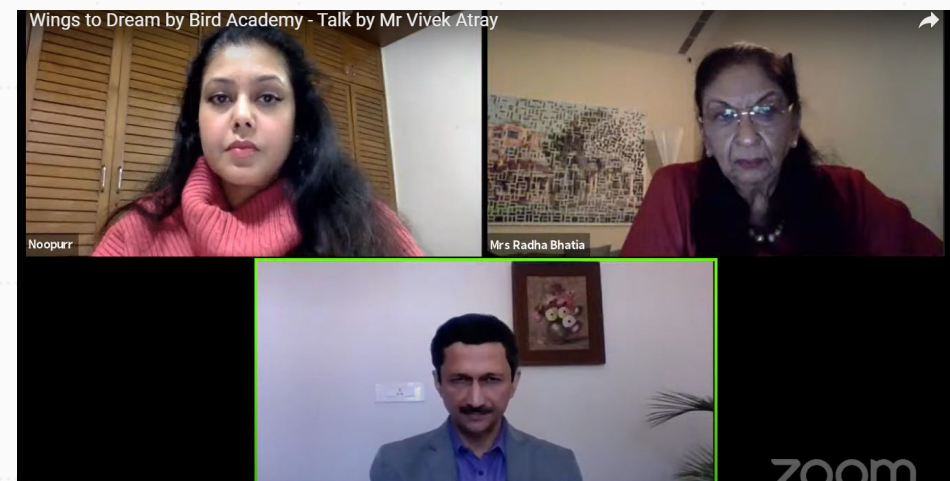 Wings to Dream by Bird Academy - Talk by Mr Vivek Atray
Noopurr
Mrs Radha Bhatia
zoom